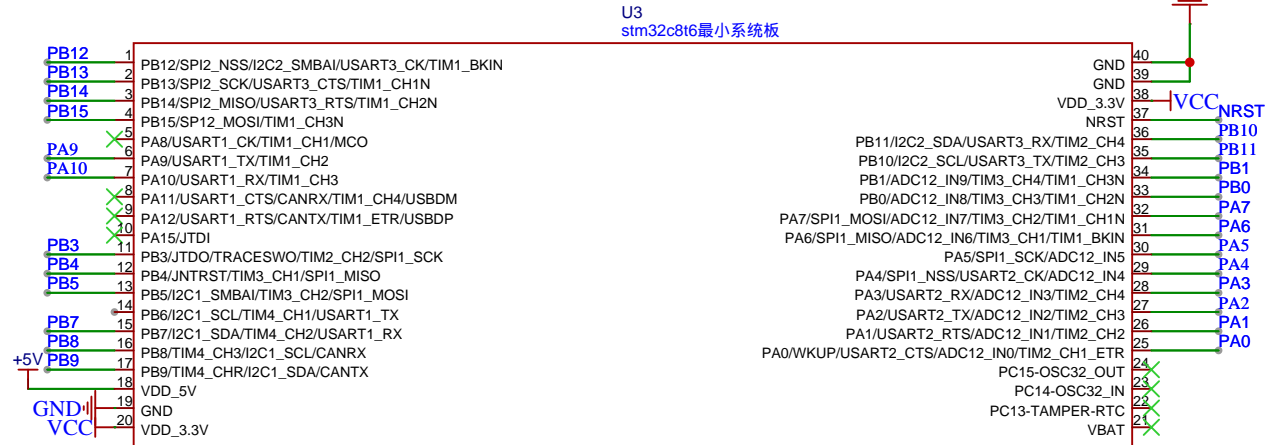 U3
stm32c8t6最小系统板
PB12 1 PB12/SPI2_NSS/I2C2_SMBAI/USART3_CK/TIM1_BKIN
PB13 2 PB13/SPI2_SCK/USART3_CTS/TIM1_CH1N
PB14 3 PB14/SPI2_MISO/USART3_RTS/TIM1_CH2N
PB15 4 PB15/SP12_MOSI/TIM1_CH3N
5 PA8/USART1_CK/TIM1_CH1/MCO
PA9 6 PA9/USART1_TX/TIM1_CH2
PA10 7 PA10/USART1_RX/TIM1_CH3
8 PA11/USART1_CTS/CANRX/TIM1_CH4/USBDM
9 PA12/USART1_RTS/CANTX/TIM1_ETR/USBDP
10 PA15/JTDI
PB3 11 PB3/JTDO/TRACESWO/TIM2_CH2/SPI1_SCK
PB4 12 PB4/JNTRST/TIM3_CH1/SPI1_MISO
PB5 13 PB5/I2C1_SMBAI/TIM3_CH2/SPI1_MOSI
14 PB6/I2C1_SCL/TIM4_CH1/USART1_TX
PB7 15 PB7/I2C1_SDA/TIM4_CH2/USART1_RX
PB8 16 PB8/TIM4_CH3/I2C1_SCL/CANRX
+5V PB9 17 PB9/TIM4_CHR/I2C1_SDA/CANTX
18 VDD_5V
GND 19 GND
VCC 20 VDD_3.3V
GND 40
GND 39
VDD_3.3V 38 VCC
NRST 37 NRST
PB11/I2C2_SDA/USART3_RX/TIM2_CH4 36 PB10
PB10/I2C2_SCL/USART3_TX/TIM2_CH3 35 PB11
PB1/ADC12_IN9/TIM3_CH4/TIM1_CH3N 34 PB1
PB0/ADC12_IN8/TIM3_CH3/TIM1_CH2N 33 PB0
PA7/SPI1_MOSI/ADC12_IN7/TIM3_CH2/TIM1_CH1N 32 PA7
PA6/SPI1_MISO/ADC12_IN6/TIM3_CH1/TIM1_BKIN 31 PA6
PA5/SPI1_SCK/ADC12_IN5 30 PA5
PA4/SPI1_NSS/USART2_CK/ADC12_IN4 29 PA4
PA3/USART2_RX/ADC12_IN3/TIM2_CH4 28 PA3
PA2/USART2_TX/ADC12_IN2/TIM2_CH3 27 PA2
PA1/USART2_RTS/ADC12_IN1/TIM2_CH2 26 PA1
PA0/WKUP/USART2_CTS/ADC12_IN0/TIM2_CH1_ETR 25 PA0
PC15-OSC32_OUT 24
PC14-OSC32_IN 23
PC13-TAMPER-RTC 22
VBAT 21